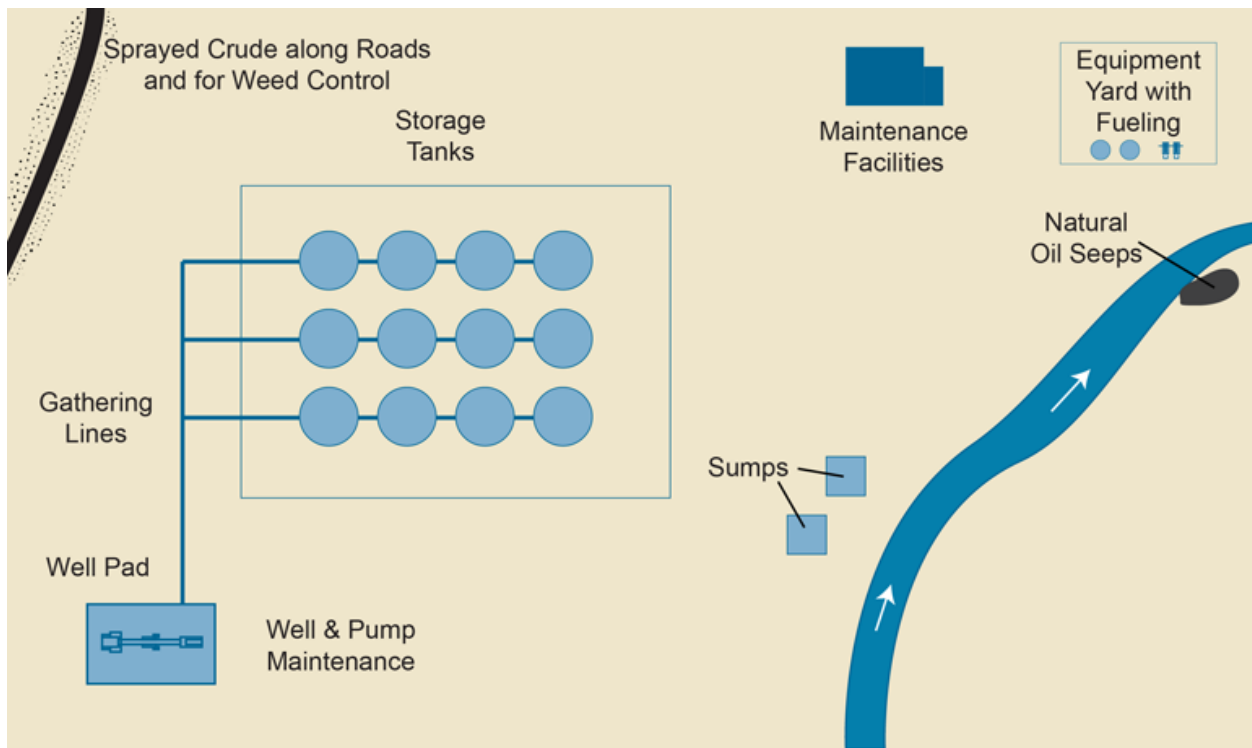 Sprayed Crude along Roads
and for Weed Control
Storage
Tanks
Maintenance
Facilities
Equipment
Yard with
Fueling
Natural
Oil Seeps
Gathering
Lines
Sumps
Well Pad
Well & Pump
Maintenance